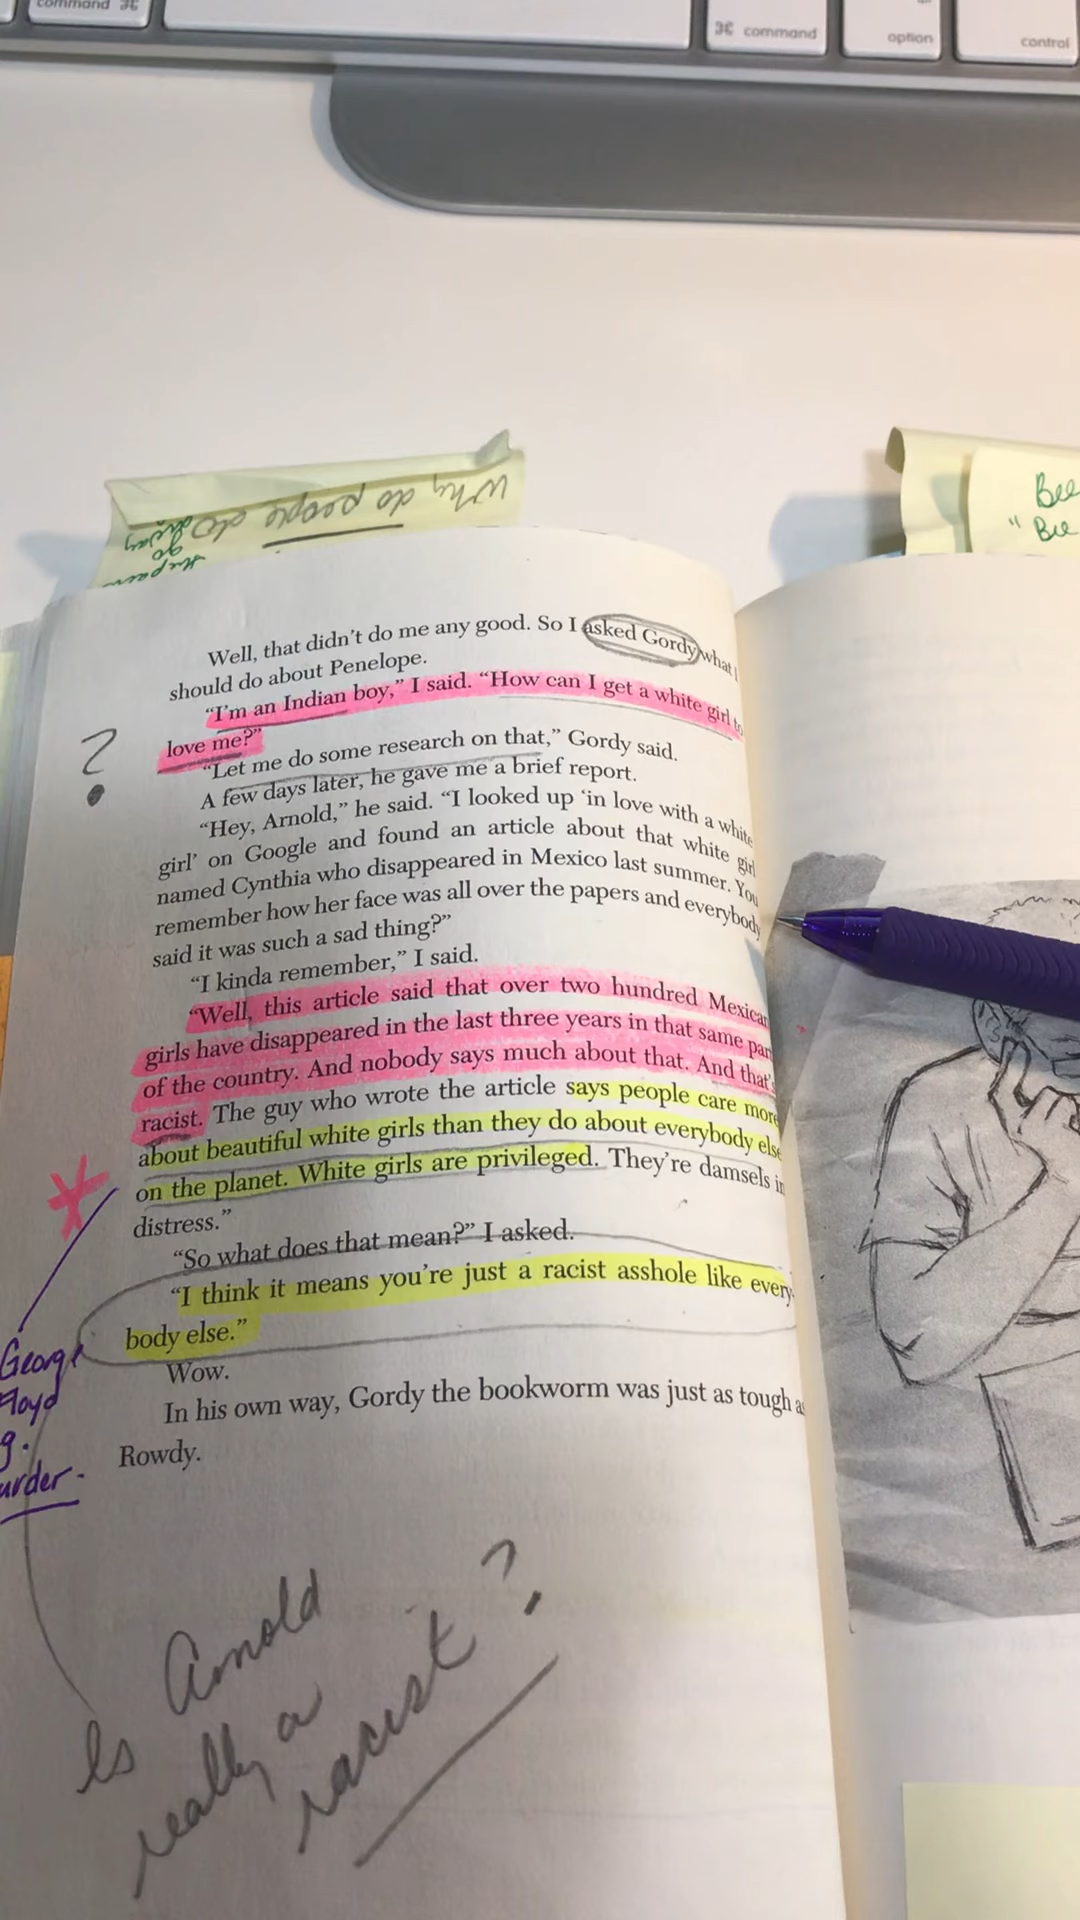 command ⌘
⌘ command
option
control
Why do people do
go away
Bee
"Bee
Well, that didn't do me any good. So I asked Gordy what I
should do about Penelope.
"I'm an Indian boy," I said. "How can I get a white girl to
love me?"
?
"Let me do some research on that," Gordy said.
A few days later, he gave me a brief report.
"Hey, Arnold," he said. "I looked up 'in love with a white
girl' on Google and found an article about that white girl
named Cynthia who disappeared in Mexico last summer. You
remember how her face was all over the papers and everybody
said it was such a sad thing?"
"I kinda remember," I said.
"Well, this article said that over two hundred Mexican
girls have disappeared in the last three years in that same part
of the country. And nobody says much about that. And that's
racist. The guy who wrote the article says people care more
about beautiful white girls than they do about everybody else
on the planet. White girls are privileged. They're damsels in
distress."
"So what does that mean?" I asked.
"I think it means you're just a racist asshole like every-
body else."
Wow.
In his own way, Gordy the bookworm was just as tough as
Rowdy.
George
Floyd
g.
urder.
Is Arnold
really a
racist?